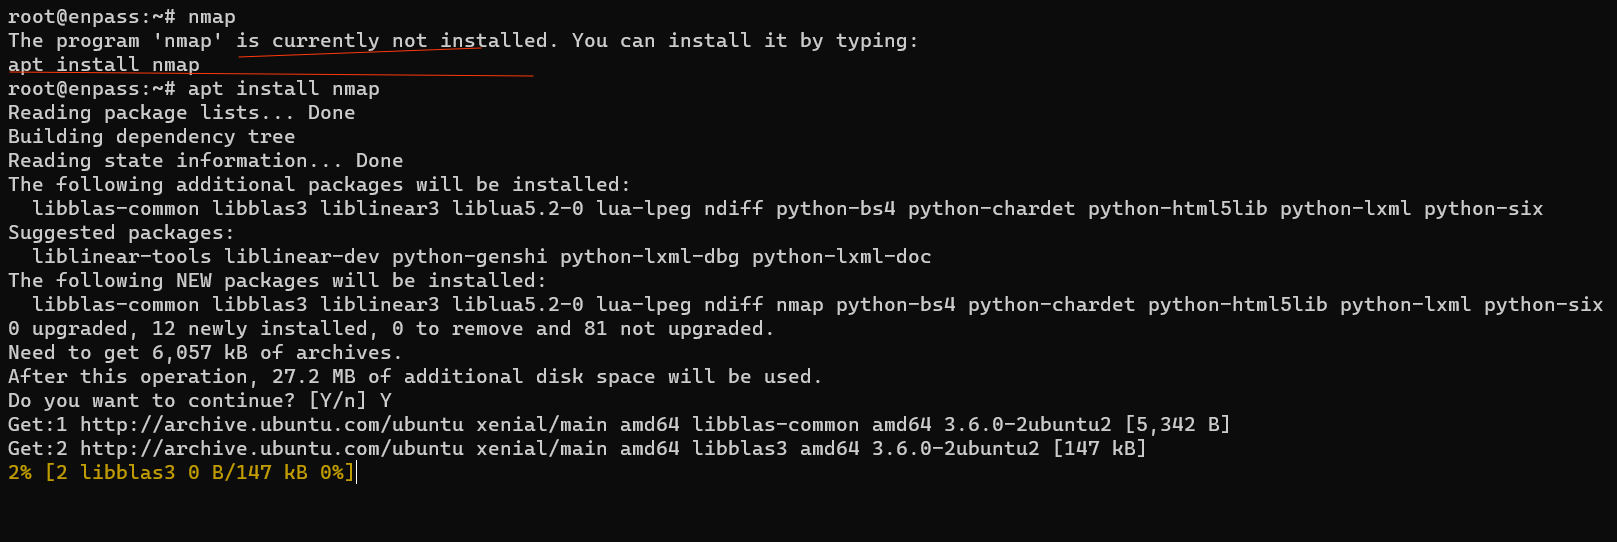 root@enpass:~# nmap
The program 'nmap' is currently not installed. You can install it by typing:
apt install nmap
root@enpass:~# apt install nmap
Reading package lists... Done
Building dependency tree
Reading state information... Done
The following additional packages will be installed:
  libblas-common libblas3 liblinear3 liblua5.2-0 lua-lpeg ndiff python-bs4 python-chardet python-html5lib python-lxml python-six
Suggested packages:
  liblinear-tools liblinear-dev python-genshi python-lxml-dbg python-lxml-doc
The following NEW packages will be installed:
  libblas-common libblas3 liblinear3 liblua5.2-0 lua-lpeg ndiff nmap python-bs4 python-chardet python-html5lib python-lxml python-six
0 upgraded, 12 newly installed, 0 to remove and 81 not upgraded.
Need to get 6,057 kB of archives.
After this operation, 27.2 MB of additional disk space will be used.
Do you want to continue? [Y/n] Y
Get:1 http://archive.ubuntu.com/ubuntu xenial/main amd64 libblas-common amd64 3.6.0-2ubuntu2 [5,342 B]
Get:2 http://archive.ubuntu.com/ubuntu xenial/main amd64 libblas3 amd64 3.6.0-2ubuntu2 [147 kB]
2% [2 libblas3 0 B/147 kB 0%]